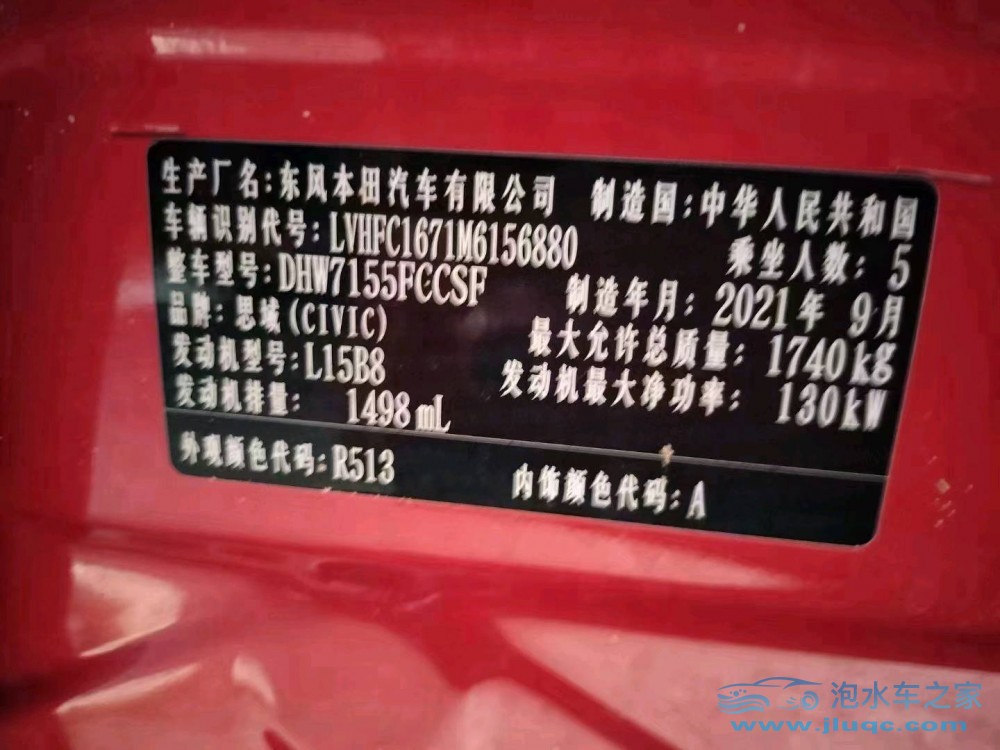 生产厂名:东风本田汽车有限公司 制造国:中华人民共和国
车辆识别代号:LVHFC1671M6156880 乘坐人数:5
整车型号:DHW7155FCCSF 制造年月:2021年 9月
品牌:思域(CIVIC) 最大允许总质量:1740kg
发动机型号:L15B8 发动机最大净功率:130kW
发动机排量: 1498mL
外观颜色代码:R513 内饰颜色代码:A
泡水车之家
www.jluqc.com